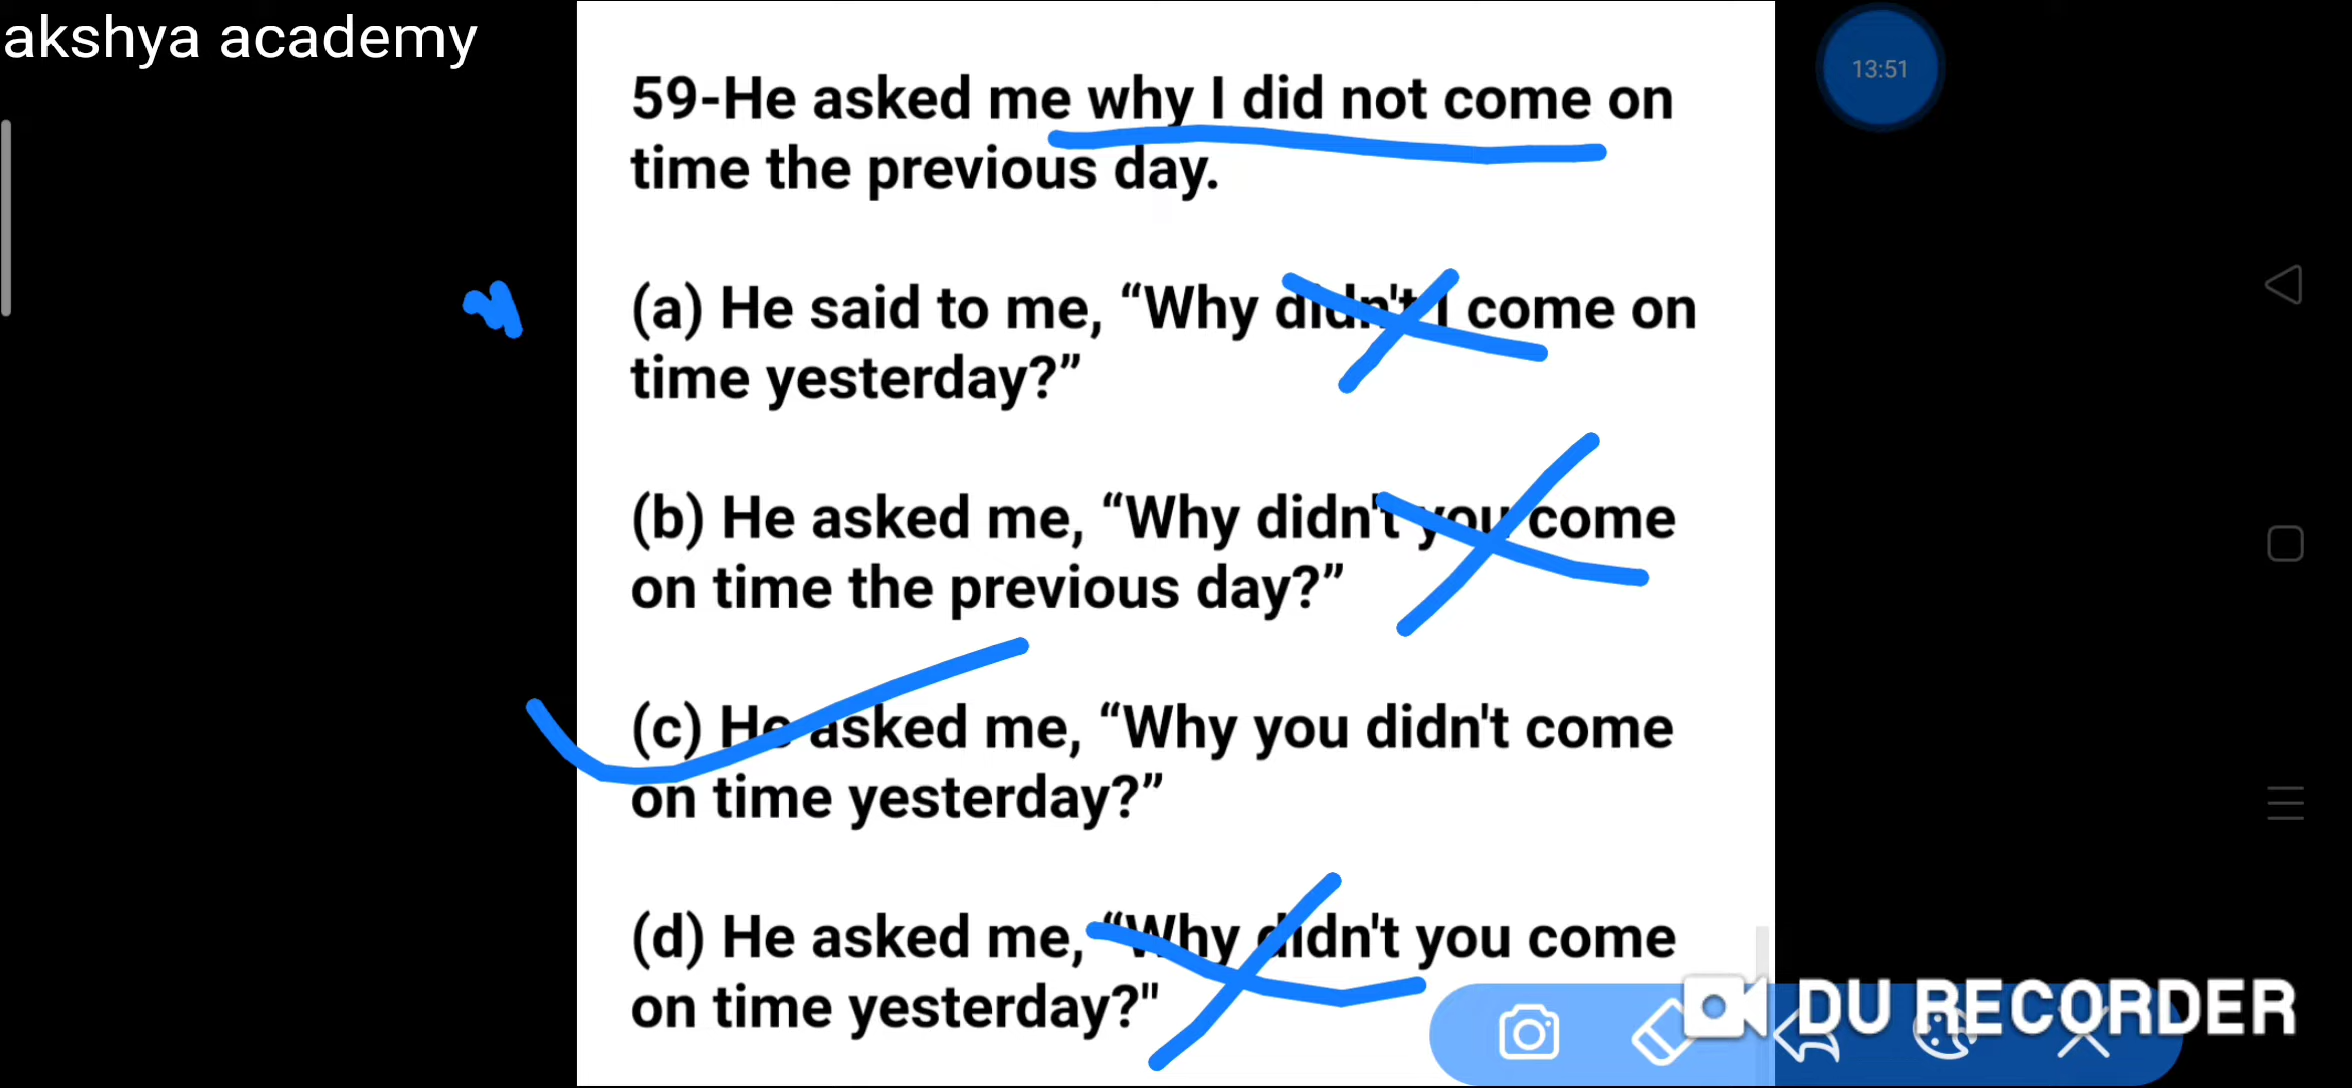 akshya academy
13:51
59-He asked me why I did not come on
time the previous day.
(a) He said to me, “Why didn't I come on
time yesterday?”
(b) He asked me, “Why didn't you come
on time the previous day?”
(c) He asked me, “Why you didn't come
on time yesterday?”
(d) He asked me, “Why didn't you come
on time yesterday?"
DU RECORDER